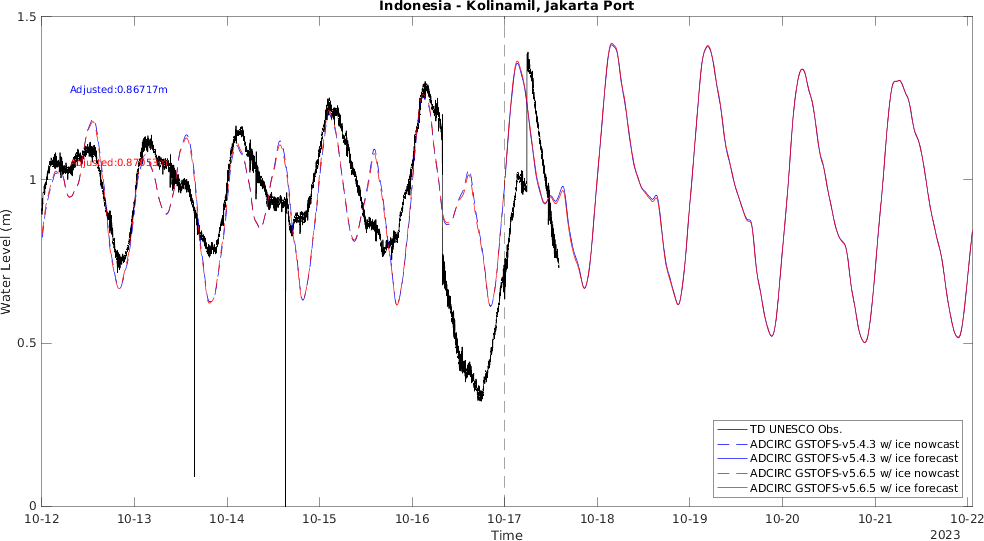 Indonesia - Kolinamil, Jakarta Port
1.5
Adjusted:0.86717m
1
0.5
0
Water Level (m)
TD UNESCO Obs.
ADCIRC GSTOFS-v5.4.3 w/ ice nowcast
ADCIRC GSTOFS-v5.4.3 w/ ice forecast
ADCIRC GSTOFS-v5.6.5 w/ ice nowcast
ADCIRC GSTOFS-v5.6.5 w/ ice forecast
10-12 10-13 10-14 10-15 10-16 10-17 10-18 10-19 10-20 10-21 10-22
Time
2023